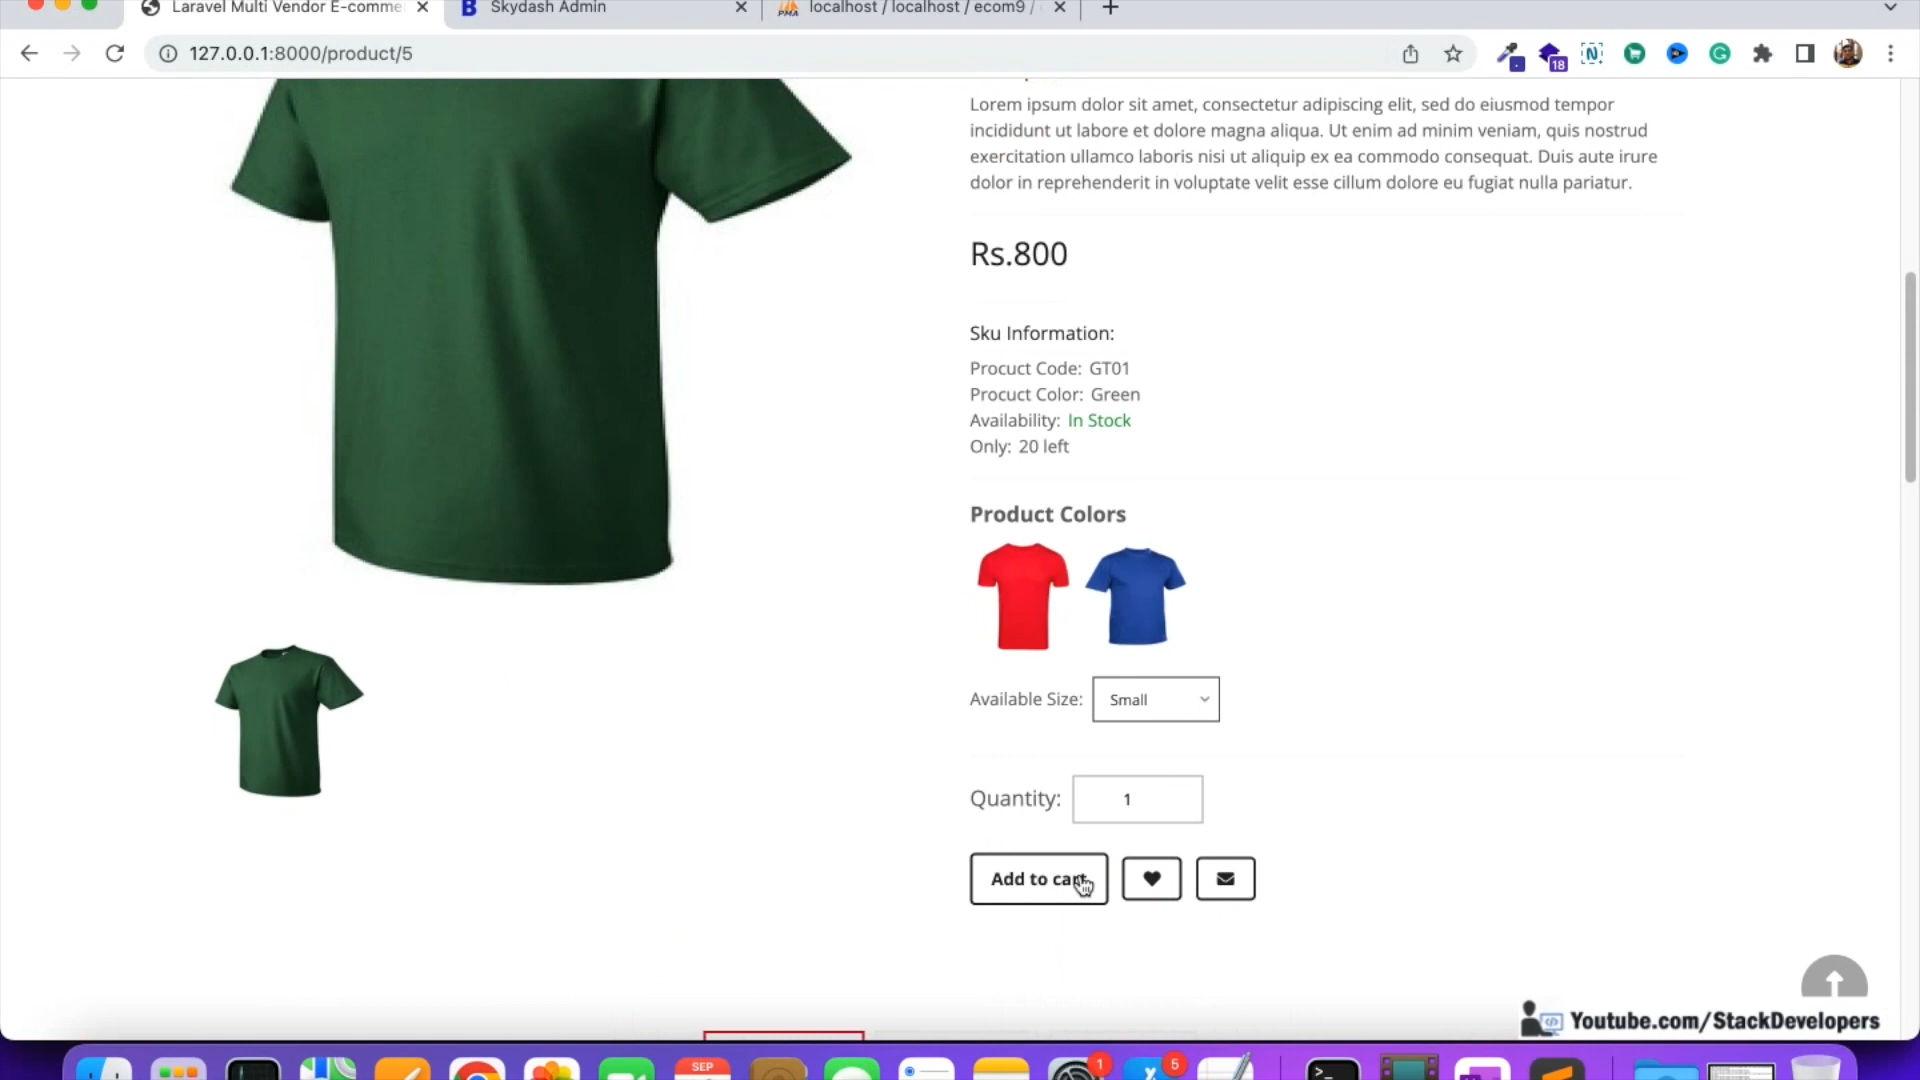 Laravel Multi Vendor E-comme
Skydash Admin
localhost / localhost / ecom9 /
127.0.0.1:8000/product/5
18
Lorem ipsum dolor sit amet, consectetur adipiscing elit, sed do eiusmod tempor
incididunt ut labore et dolore magna aliqua. Ut enim ad minim veniam, quis nostrud
exercitation ullamco laboris nisi ut aliquip ex ea commodo consequat. Duis aute irure
dolor in reprehenderit in voluptate velit esse cillum dolore eu fugiat nulla pariatur.
Rs.800
Sku Information:
Procuct Code: GT01
Procuct Color: Green
Availability: In Stock
Only: 20 left
Product Colors
Available Size: Small
Quantity: 1
Add to cart
Youtube.com/StackDevelopers
SEP
1
5